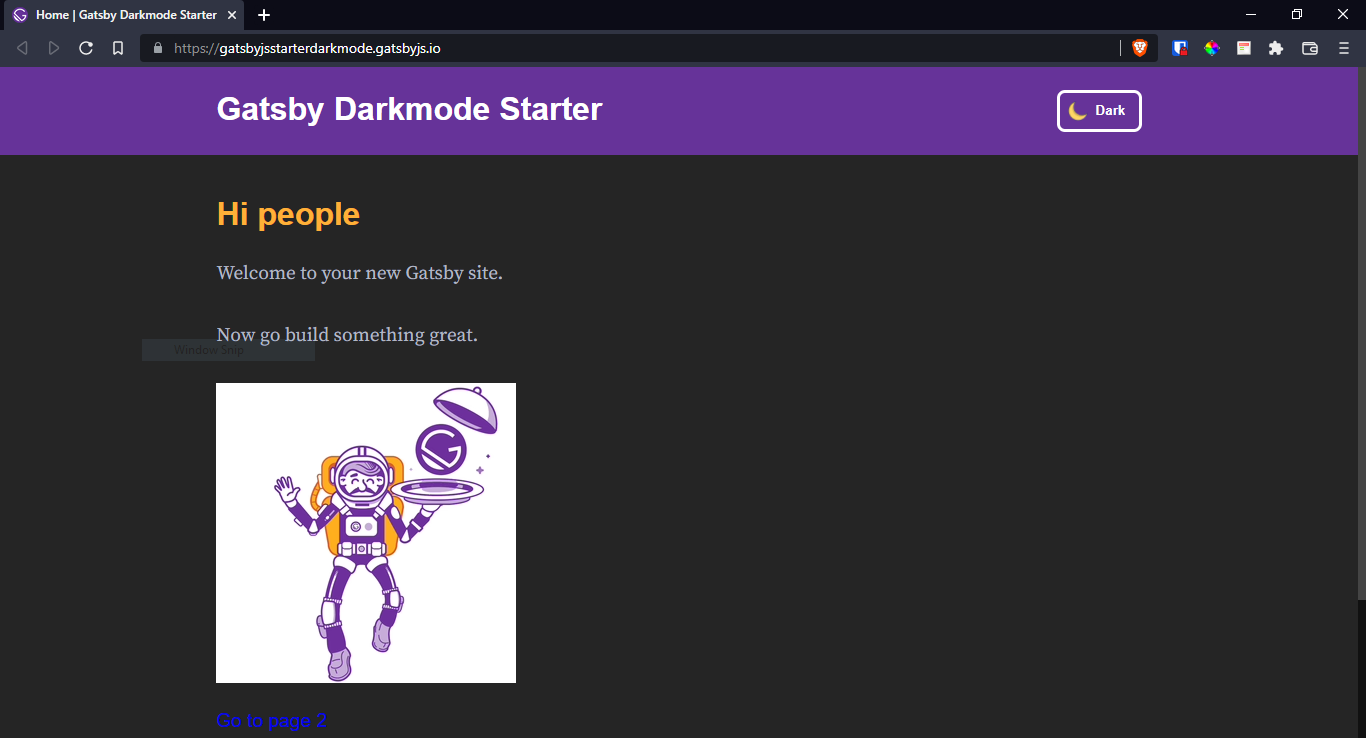 Home | Gatsby Darkmode Starter
https://gatsbyjsstarterdarkmode.gatsbyjs.io
Gatsby Darkmode Starter
Dark
Hi people
Welcome to your new Gatsby site.
Now go build something great.
Window Snip
Go to page 2